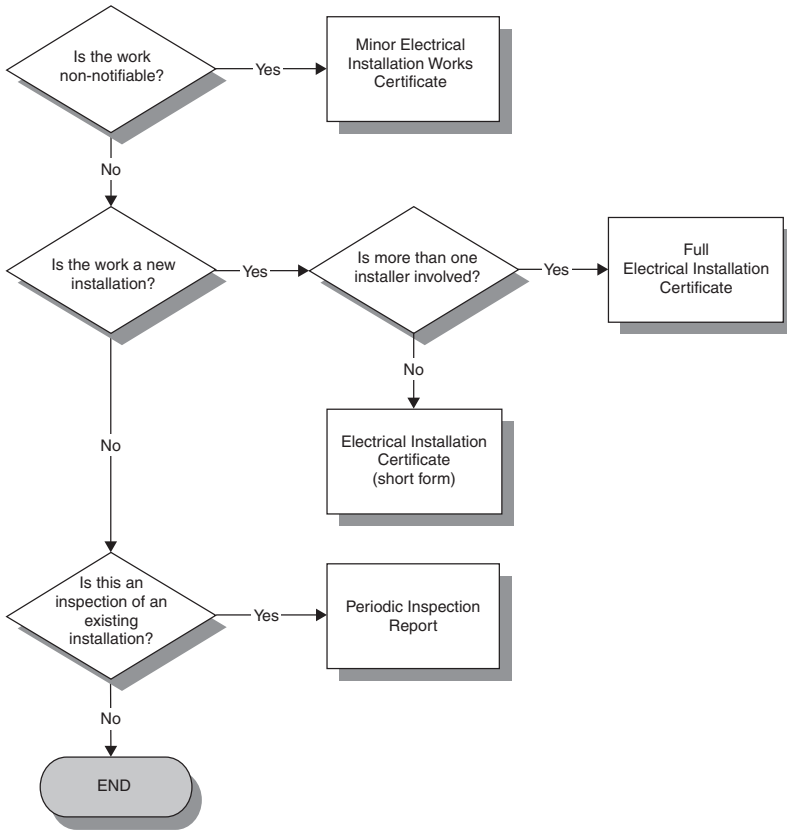 Is the work
non-notifiable?
Yes
Minor Electrical
Installation Works
Certificate
No
Is the work a new
installation?
Yes
Is more than one
installer involved?
Yes
Full
Electrical Installation
Certificate
No
Electrical Installation
Certificate
(short form)
No
Is this an
inspection of an
existing
installation?
Yes
Periodic Inspection
Report
No
END